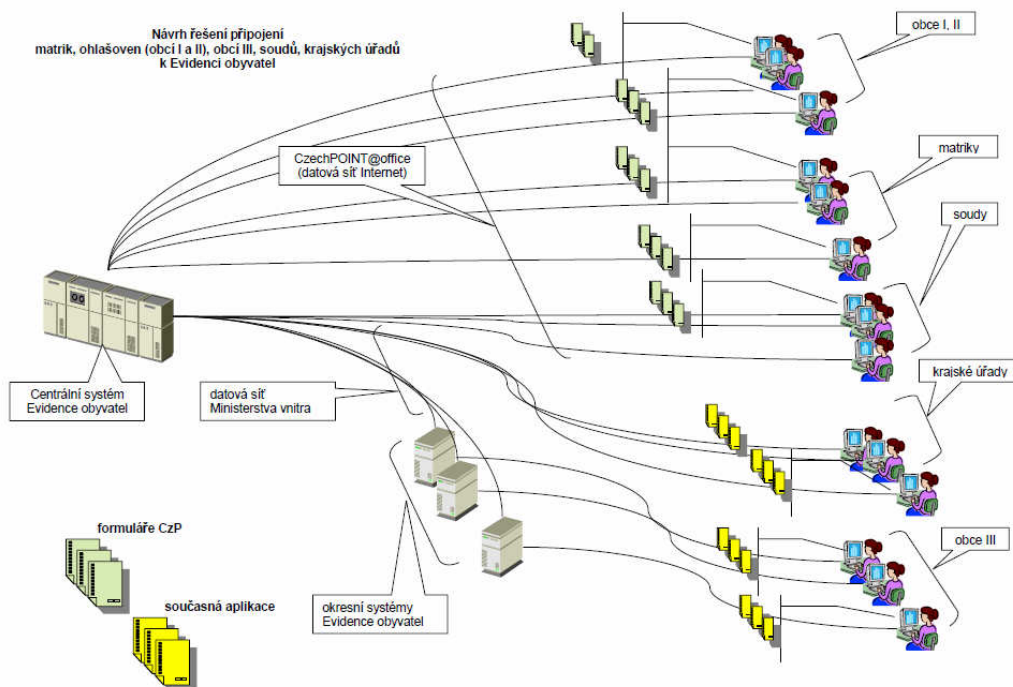 Návrh řešení připojení
matrik, ohlašoven (obcí I a II), obcí III, soudů, krajských úřadů
k Evidenci obyvatel
obce I, II
CzechPOINT@office
(datová síť Internet)
matriky
soudy
Centrální systém
Evidence obyvatel
datová síť
Ministerstva vnitra
krajské úřady
formuláře CzP
obce III
současná aplikace
okresní systémy
Evidence obyvatel